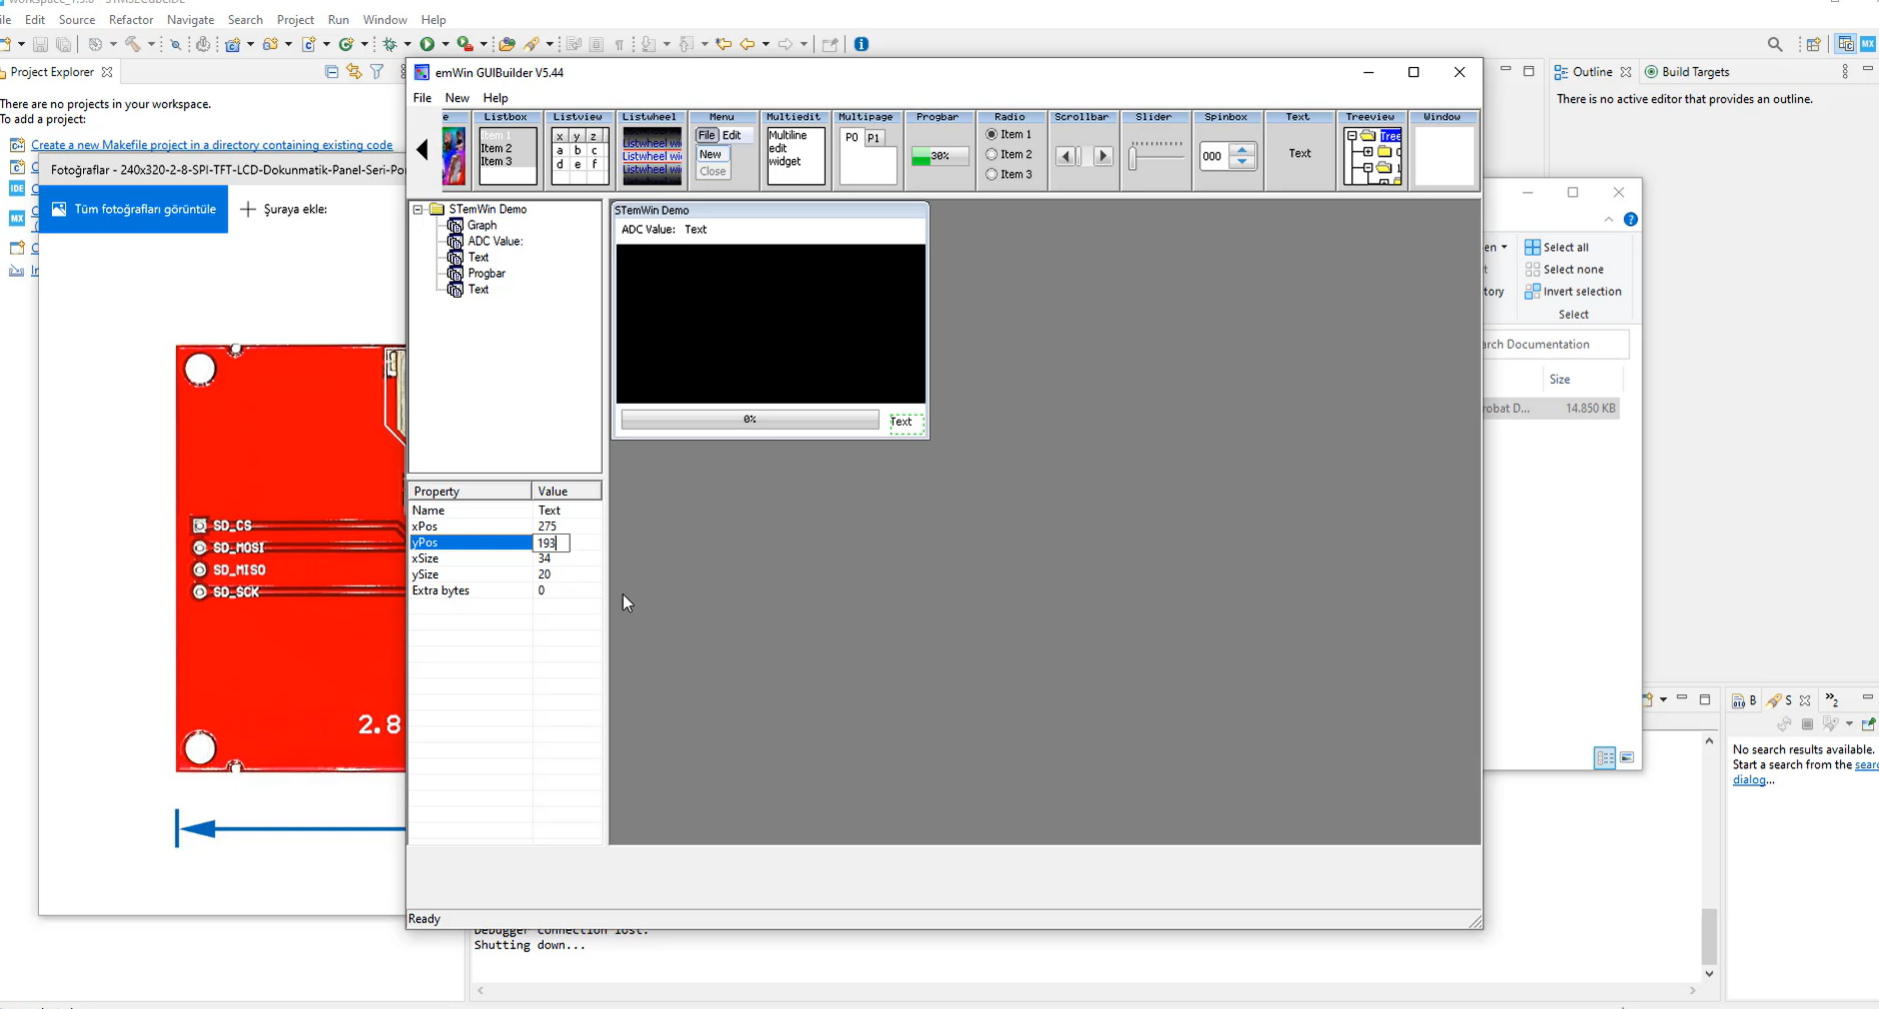 File Edit Source Refactor Navigate Search Project Run Window Help
Project Explorer
There are no projects in your workspace.
To add a project:
Create a new Makefile project in a directory containing existing code
Fotoğraflar - 240x320-2-8-SPI-TFT-LCD-Dokunmatik-Panel-Seri-Po
Tüm fotoğrafları görüntüle
Şuraya ekle:
IDE
MX
SD_CS
SD_MOSI
SD_MISO
SD_SCK
2.8
emWin GUIBuilder V5.44
File New Help
Listbox Listview Listwheel Menu Multiedit Multipage Progbar Radio Scrollbar Slider Spinbox Text Treeview Window
Item 1
Item 2
Item 3
x y z
a b c
d e f
Listwheel wi
Listwheel wi
Listwheel wi
File Edit
New
Close
Multiline
edit
widget
P0 P1
30%
Item 1
Item 2
Item 3
000
Text
Tree
STemWin Demo
Graph
ADC Value:
Text
Progbar
Text
STemWin Demo
ADC Value: Text
0%
Text
Property Value
Name Text
xPos 275
yPos 193
xSize 34
ySize 20
Extra bytes 0
Ready
Debugger connection lost.
Shutting down...
MX
Outline Build Targets
There is no active editor that provides an outline.
en
Select all
t
Select none
tory
Invert selection
Select
arch Documentation
Size
robat D... 14.850 KB
B S
2
No search results available.
Start a search from the sear
dialog...